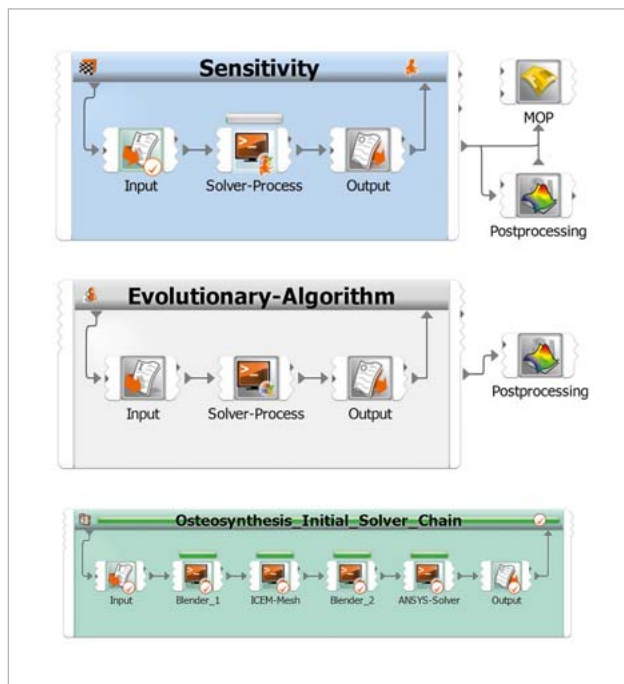 Sensitivity
MOP
Input
Solver-Process
Output
Postprocessing
Evolutionary-Algorithm
Input
Solver-Process
Output
Postprocessing
Osteosynthesis_Initial_Solver_Chain
Input
Blender_1
ICEM-Mesh
Blender_2
ANSYS-Solver
Output